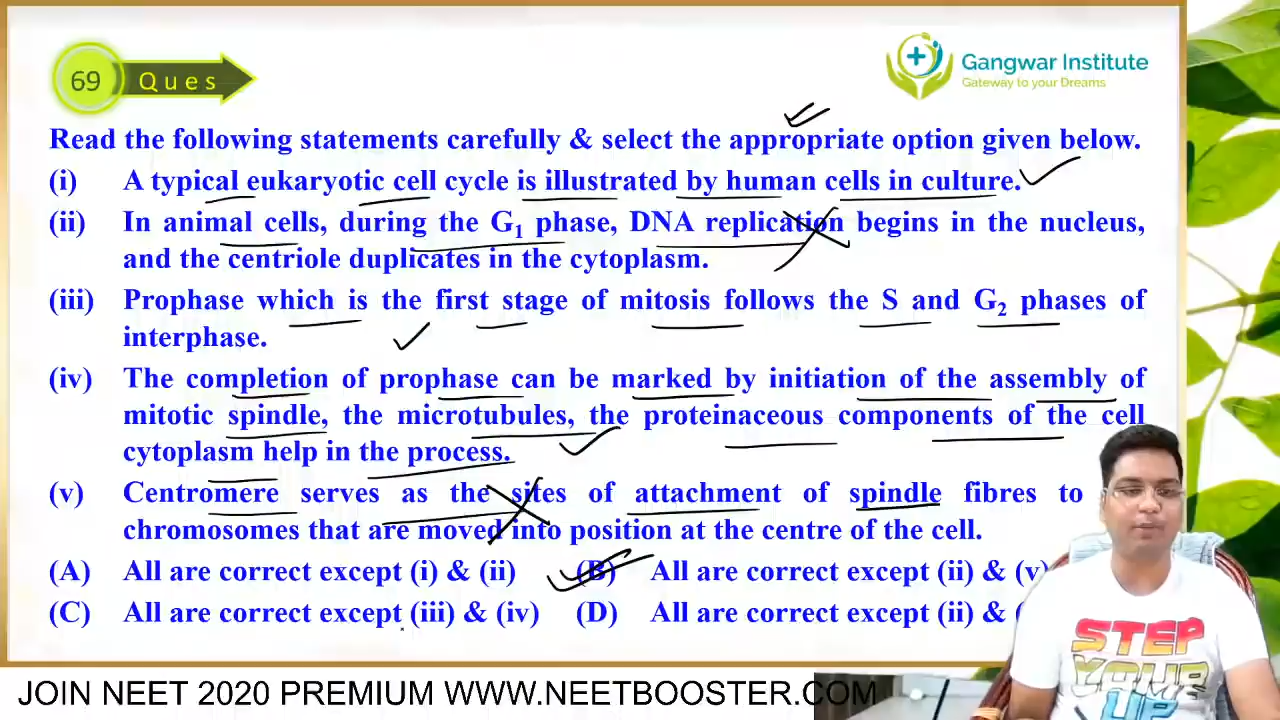 69 Ques
Gangwar Institute
Gateway to your Dreams
Read the following statements carefully & select the appropriate option given below.
(i) A typical eukaryotic cell cycle is illustrated by human cells in culture.
(ii) In animal cells, during the G₁ phase, DNA replication begins in the nucleus,
and the centriole duplicates in the cytoplasm.
(iii) Prophase which is the first stage of mitosis follows the S and G₂ phases of
interphase.
(iv) The completion of prophase can be marked by initiation of the assembly of
mitotic spindle, the microtubules, the proteinaceous components of the cell
cytoplasm help in the process.
(v) Centromere serves as the sites of attachment of spindle fibres to
chromosomes that are moved into position at the centre of the cell.
(A) All are correct except (i) & (ii) (B) All are correct except (ii) & (v)
(C) All are correct except (iii) & (iv) (D) All are correct except (ii) & (
STEP
YOUR
UP
JOIN NEET 2020 PREMIUM WWW.NEETBOOSTER.COM